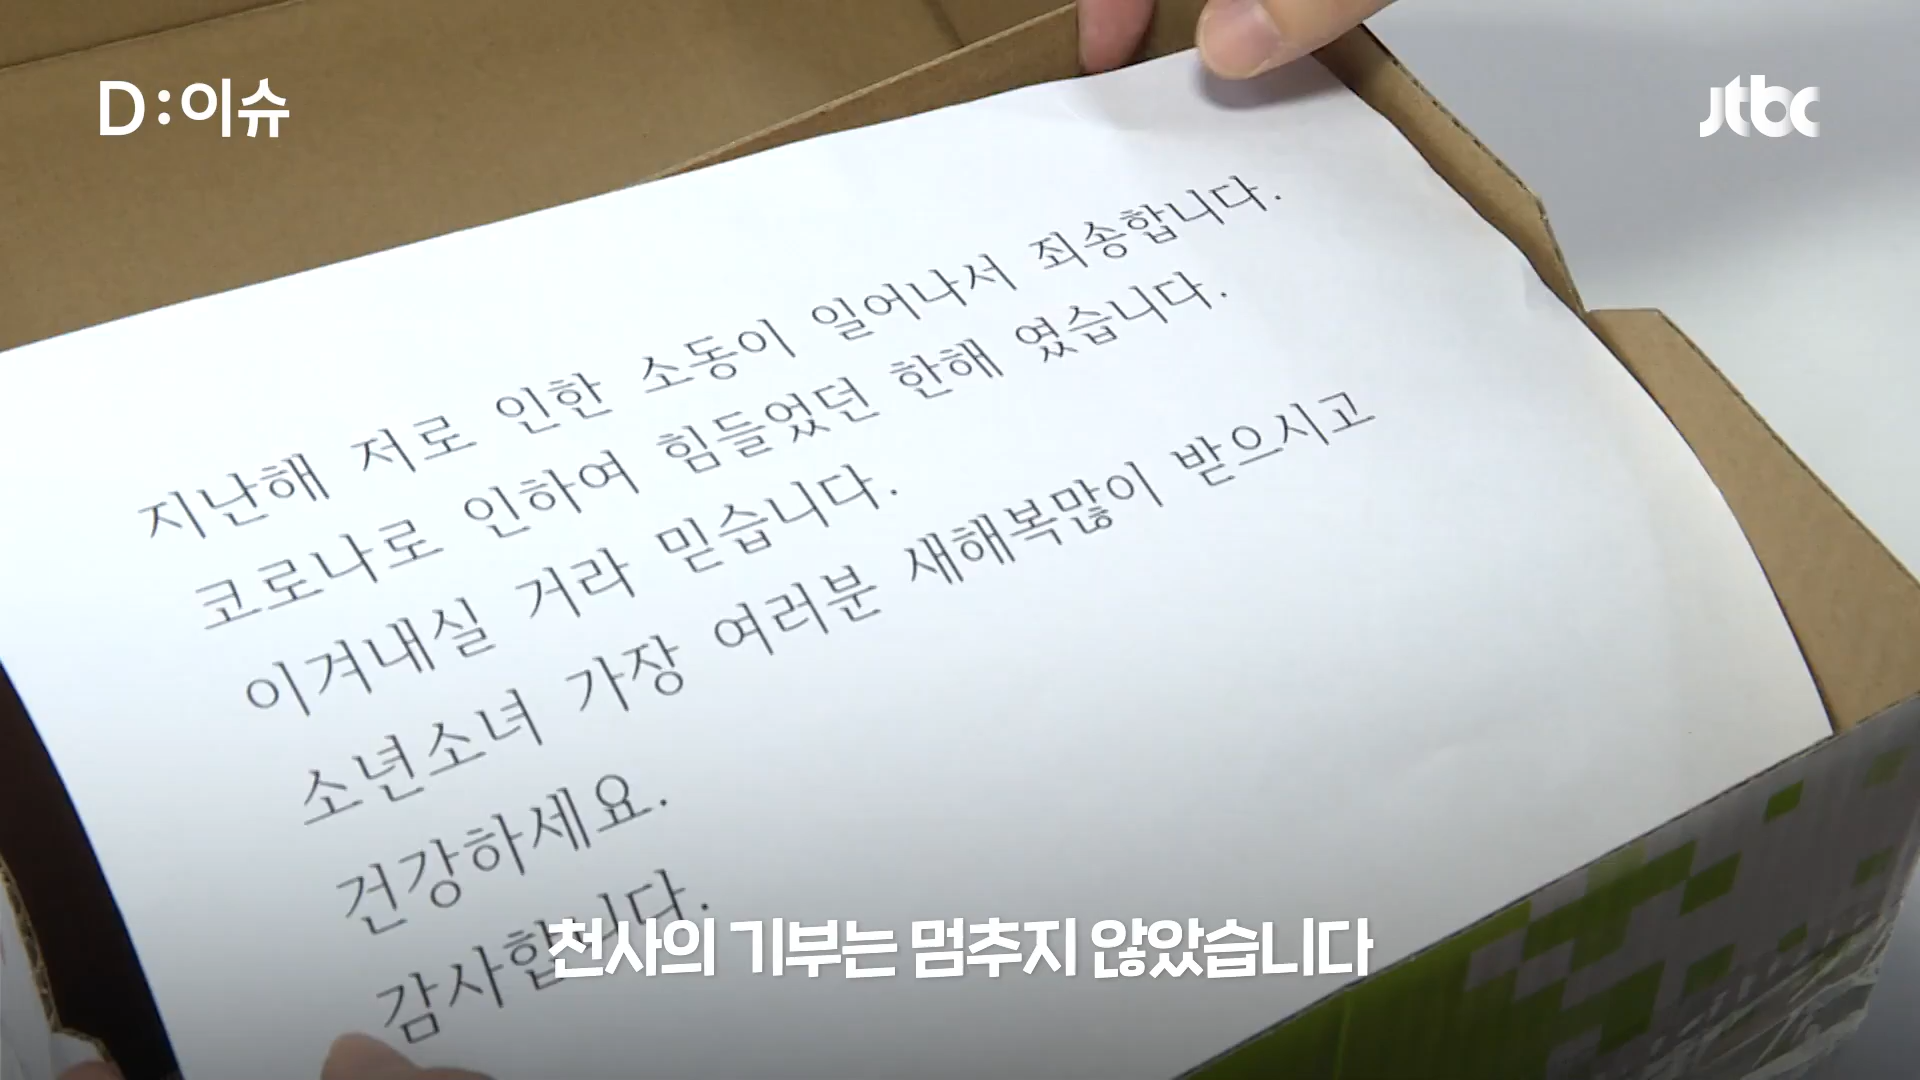 D:이슈
jtbc
지난해 저로 인한 소동이 일어나서 죄송합니다.
코로나로 인하여 힘들었던 한해 였습니다.
이겨내실 거라 믿습니다.
소년소녀 가장 여러분 새해복많이 받으시고
건강하세요.
감사합니다.
천사의 기부는 멈추지 않았습니다